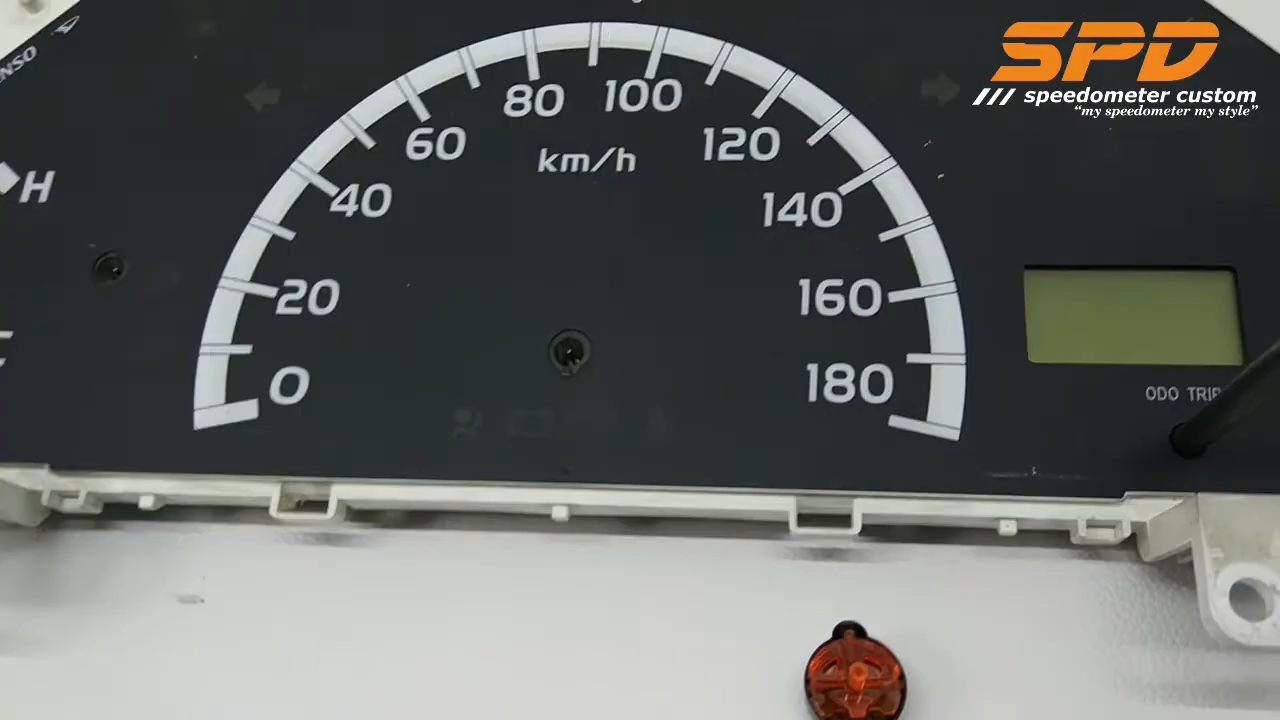 SPD
/// speedometer custom
“my speedometer my style”
80
100
60
120
km/h
H
40
140
20
160
0
180
ODO TRIP